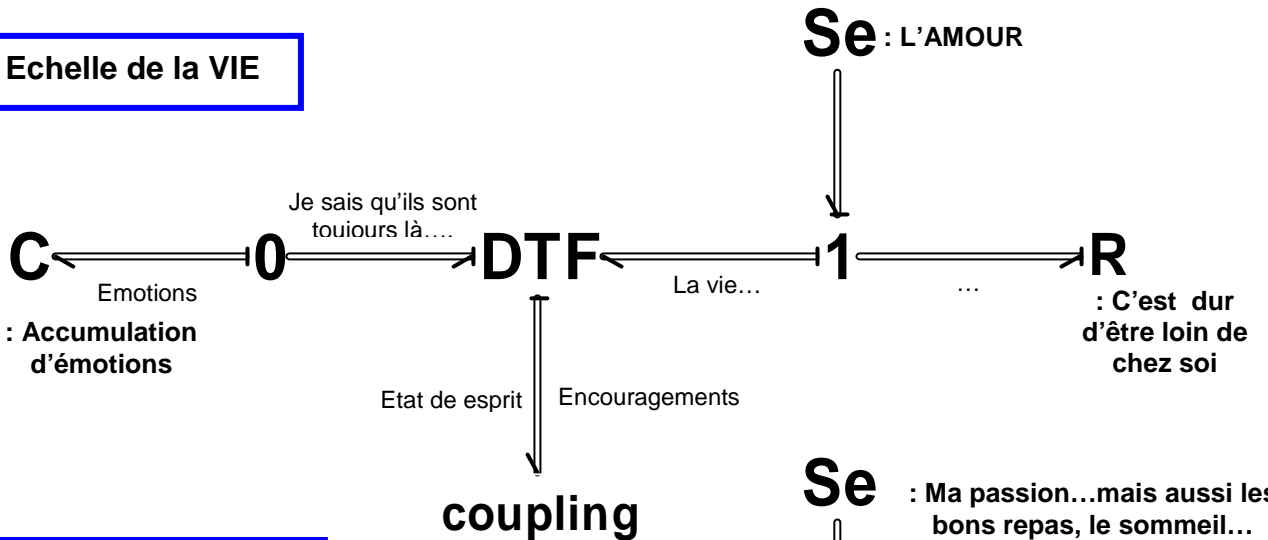 Se : L'AMOUR
Echelle de la VIE
Je sais qu'ils sont
toujours là….
C 0 DTF 1 R
Emotions
La vie…
…
: Accumulation
d'émotions
: C'est dur
d'être loin de
chez soi
Etat de esprit
Encouragements
coupling
Se
: Ma passion…mais aussi les
bons repas, le sommeil…